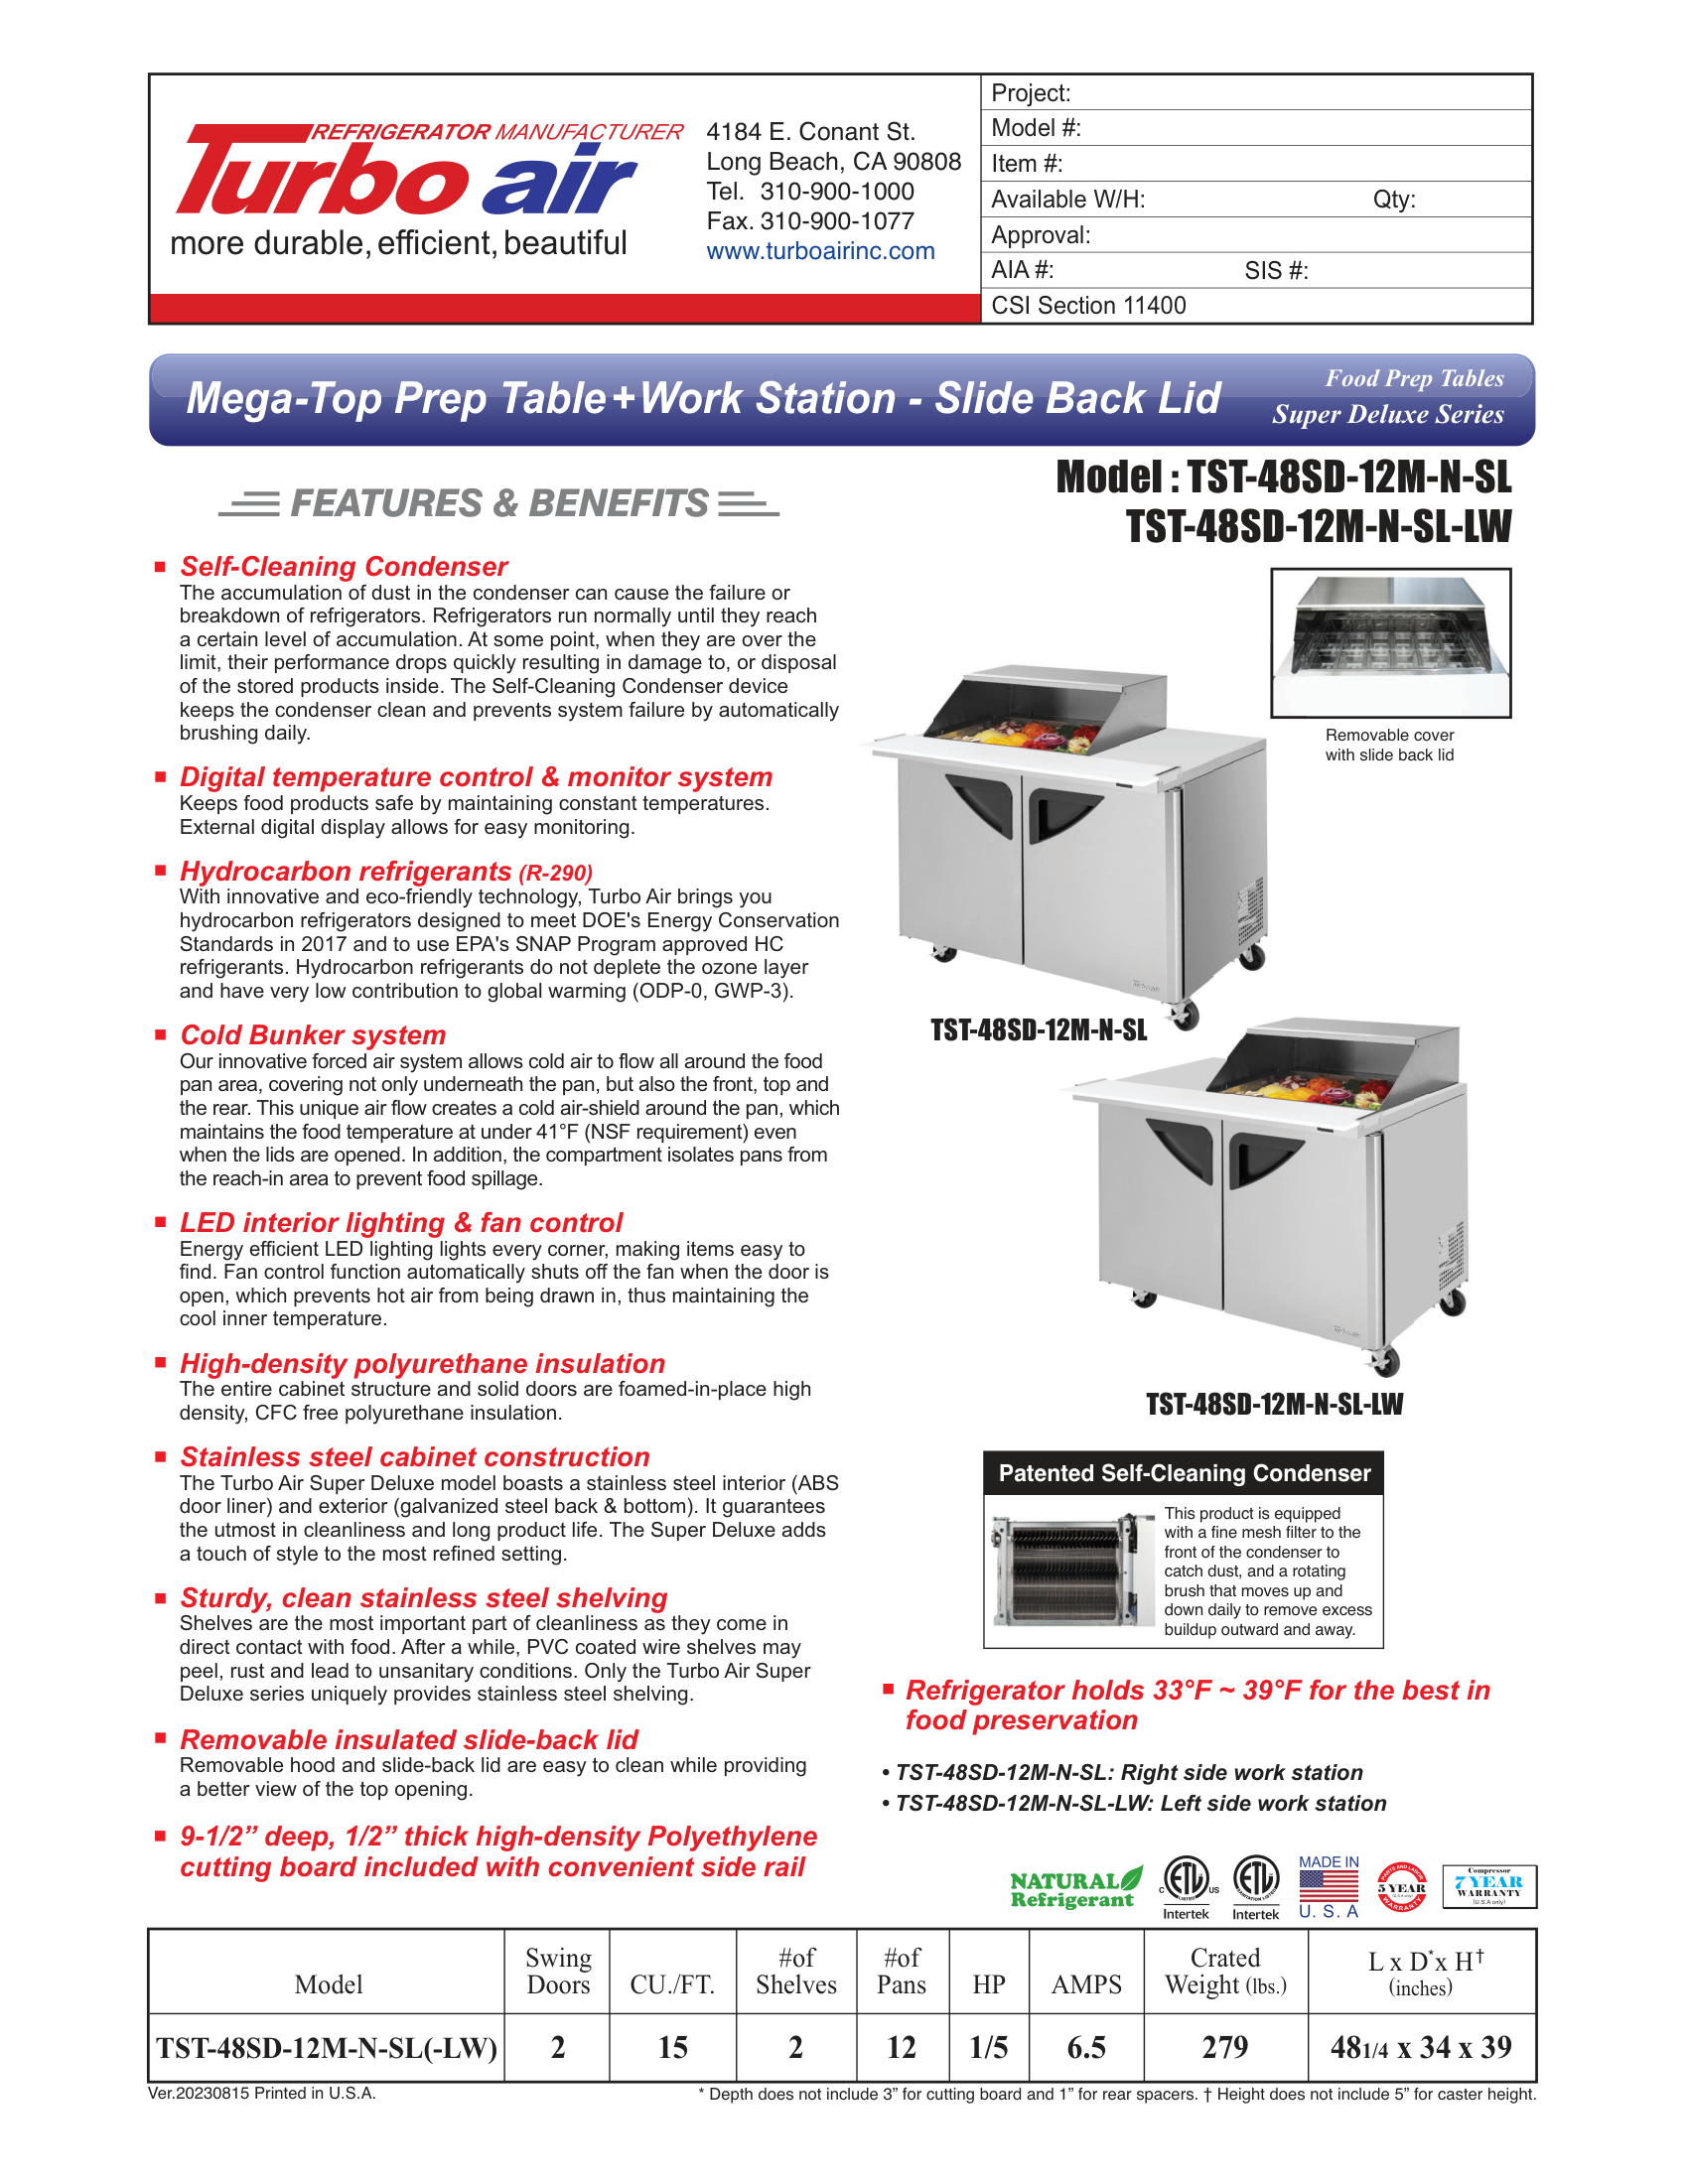 REFRIGERATOR MANUFACTURER
Turbo air
more durable, efficient, beautiful
4184 E. Conant St.
Long Beach, CA 90808
Tel. 310-900-1000
Fax. 310-900-1077
www.turboairinc.com
Project:
Model #:
Item #:
Available W/H: Qty:
Approval:
AIA #: SIS #:
CSI Section 11400
Mega-Top Prep Table+Work Station - Slide Back Lid
Food Prep Tables
Super Deluxe Series
Model : TST-48SD-12M-N-SL
TST-48SD-12M-N-SL-LW
FEATURES & BENEFITS
■ Self-Cleaning Condenser
The accumulation of dust in the condenser can cause the failure or
breakdown of refrigerators. Refrigerators run normally until they reach
a certain level of accumulation. At some point, when they are over the
limit, their performance drops quickly resulting in damage to, or disposal
of the stored products inside. The Self-Cleaning Condenser device
keeps the condenser clean and prevents system failure by automatically
brushing daily.
■ Digital temperature control & monitor system
Keeps food products safe by maintaining constant temperatures.
External digital display allows for easy monitoring.
■ Hydrocarbon refrigerants (R-290)
With innovative and eco-friendly technology, Turbo Air brings you
hydrocarbon refrigerators designed to meet DOE's Energy Conservation
Standards in 2017 and to use EPA's SNAP Program approved HC
refrigerants. Hydrocarbon refrigerants do not deplete the ozone layer
and have very low contribution to global warming (ODP-0, GWP-3).
■ Cold Bunker system
Our innovative forced air system allows cold air to flow all around the food
pan area, covering not only underneath the pan, but also the front, top and
the rear. This unique air flow creates a cold air-shield around the pan, which
maintains the food temperature at under 41°F (NSF requirement) even
when the lids are opened. In addition, the compartment isolates pans from
the reach-in area to prevent food spillage.
■ LED interior lighting & fan control
Energy efficient LED lighting lights every corner, making items easy to
find. Fan control function automatically shuts off the fan when the door is
open, which prevents hot air from being drawn in, thus maintaining the
cool inner temperature.
■ High-density polyurethane insulation
The entire cabinet structure and solid doors are foamed-in-place high
density, CFC free polyurethane insulation.
■ Stainless steel cabinet construction
The Turbo Air Super Deluxe model boasts a stainless steel interior (ABS
door liner) and exterior (galvanized steel back & bottom). It guarantees
the utmost in cleanliness and long product life. The Super Deluxe adds
a touch of style to the most refined setting.
■ Sturdy, clean stainless steel shelving
Shelves are the most important part of cleanliness as they come in
direct contact with food. After a while, PVC coated wire shelves may
peel, rust and lead to unsanitary conditions. Only the Turbo Air Super
Deluxe series uniquely provides stainless steel shelving.
■ Removable insulated slide-back lid
Removable hood and slide-back lid are easy to clean while providing
a better view of the top opening.
■ 9-1/2” deep, 1/2” thick high-density Polyethylene
cutting board included with convenient side rail
Removable cover
with slide back lid
Turbo air
TST-48SD-12M-N-SL
Turbo air
TST-48SD-12M-N-SL-LW
Patented Self-Cleaning Condenser
This product is equipped
with a fine mesh filter to the
front of the condenser to
catch dust, and a rotating
brush that moves up and
down daily to remove excess
buildup outward and away.
■ Refrigerator holds 33°F ~ 39°F for the best in
food preservation
• TST-48SD-12M-N-SL: Right side work station
• TST-48SD-12M-N-SL-LW: Left side work station
NATURAL
Refrigerant
C ETL US
LISTED
Intertek
ETL
SANITATION LISTED
Intertek
MADE IN
U. S. A
PARTS AND LABOR
5 YEAR
(U.S.A only)
WARRANTY
Compressor
7 YEAR
WARRANTY
(U.S.A only)
Model Swing Doors CU./FT. #of Shelves #of Pans HP AMPS Crated Weight (lbs.) L x D* x H† (inches)
TST-48SD-12M-N-SL(-LW) 2 15 2 12 1/5 6.5 279 48 1/4 x 34 x 39
Ver.20230815 Printed in U.S.A.
* Depth does not include 3” for cutting board and 1” for rear spacers. † Height does not include 5” for caster height.